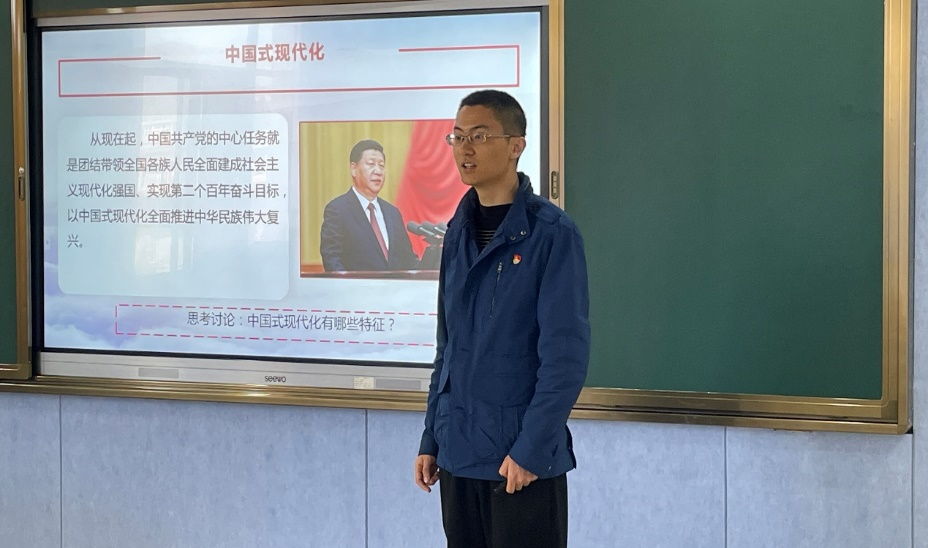 中国式现代化
从现在起，中国共产党的中心任务就
是团结带领全国各族人民全面建成社会主
义现代化强国、实现第二个百年奋斗目标，
以中国式现代化全面推进中华民族伟大复
兴。
思考讨论：中国式现代化有哪些特征？
seewo